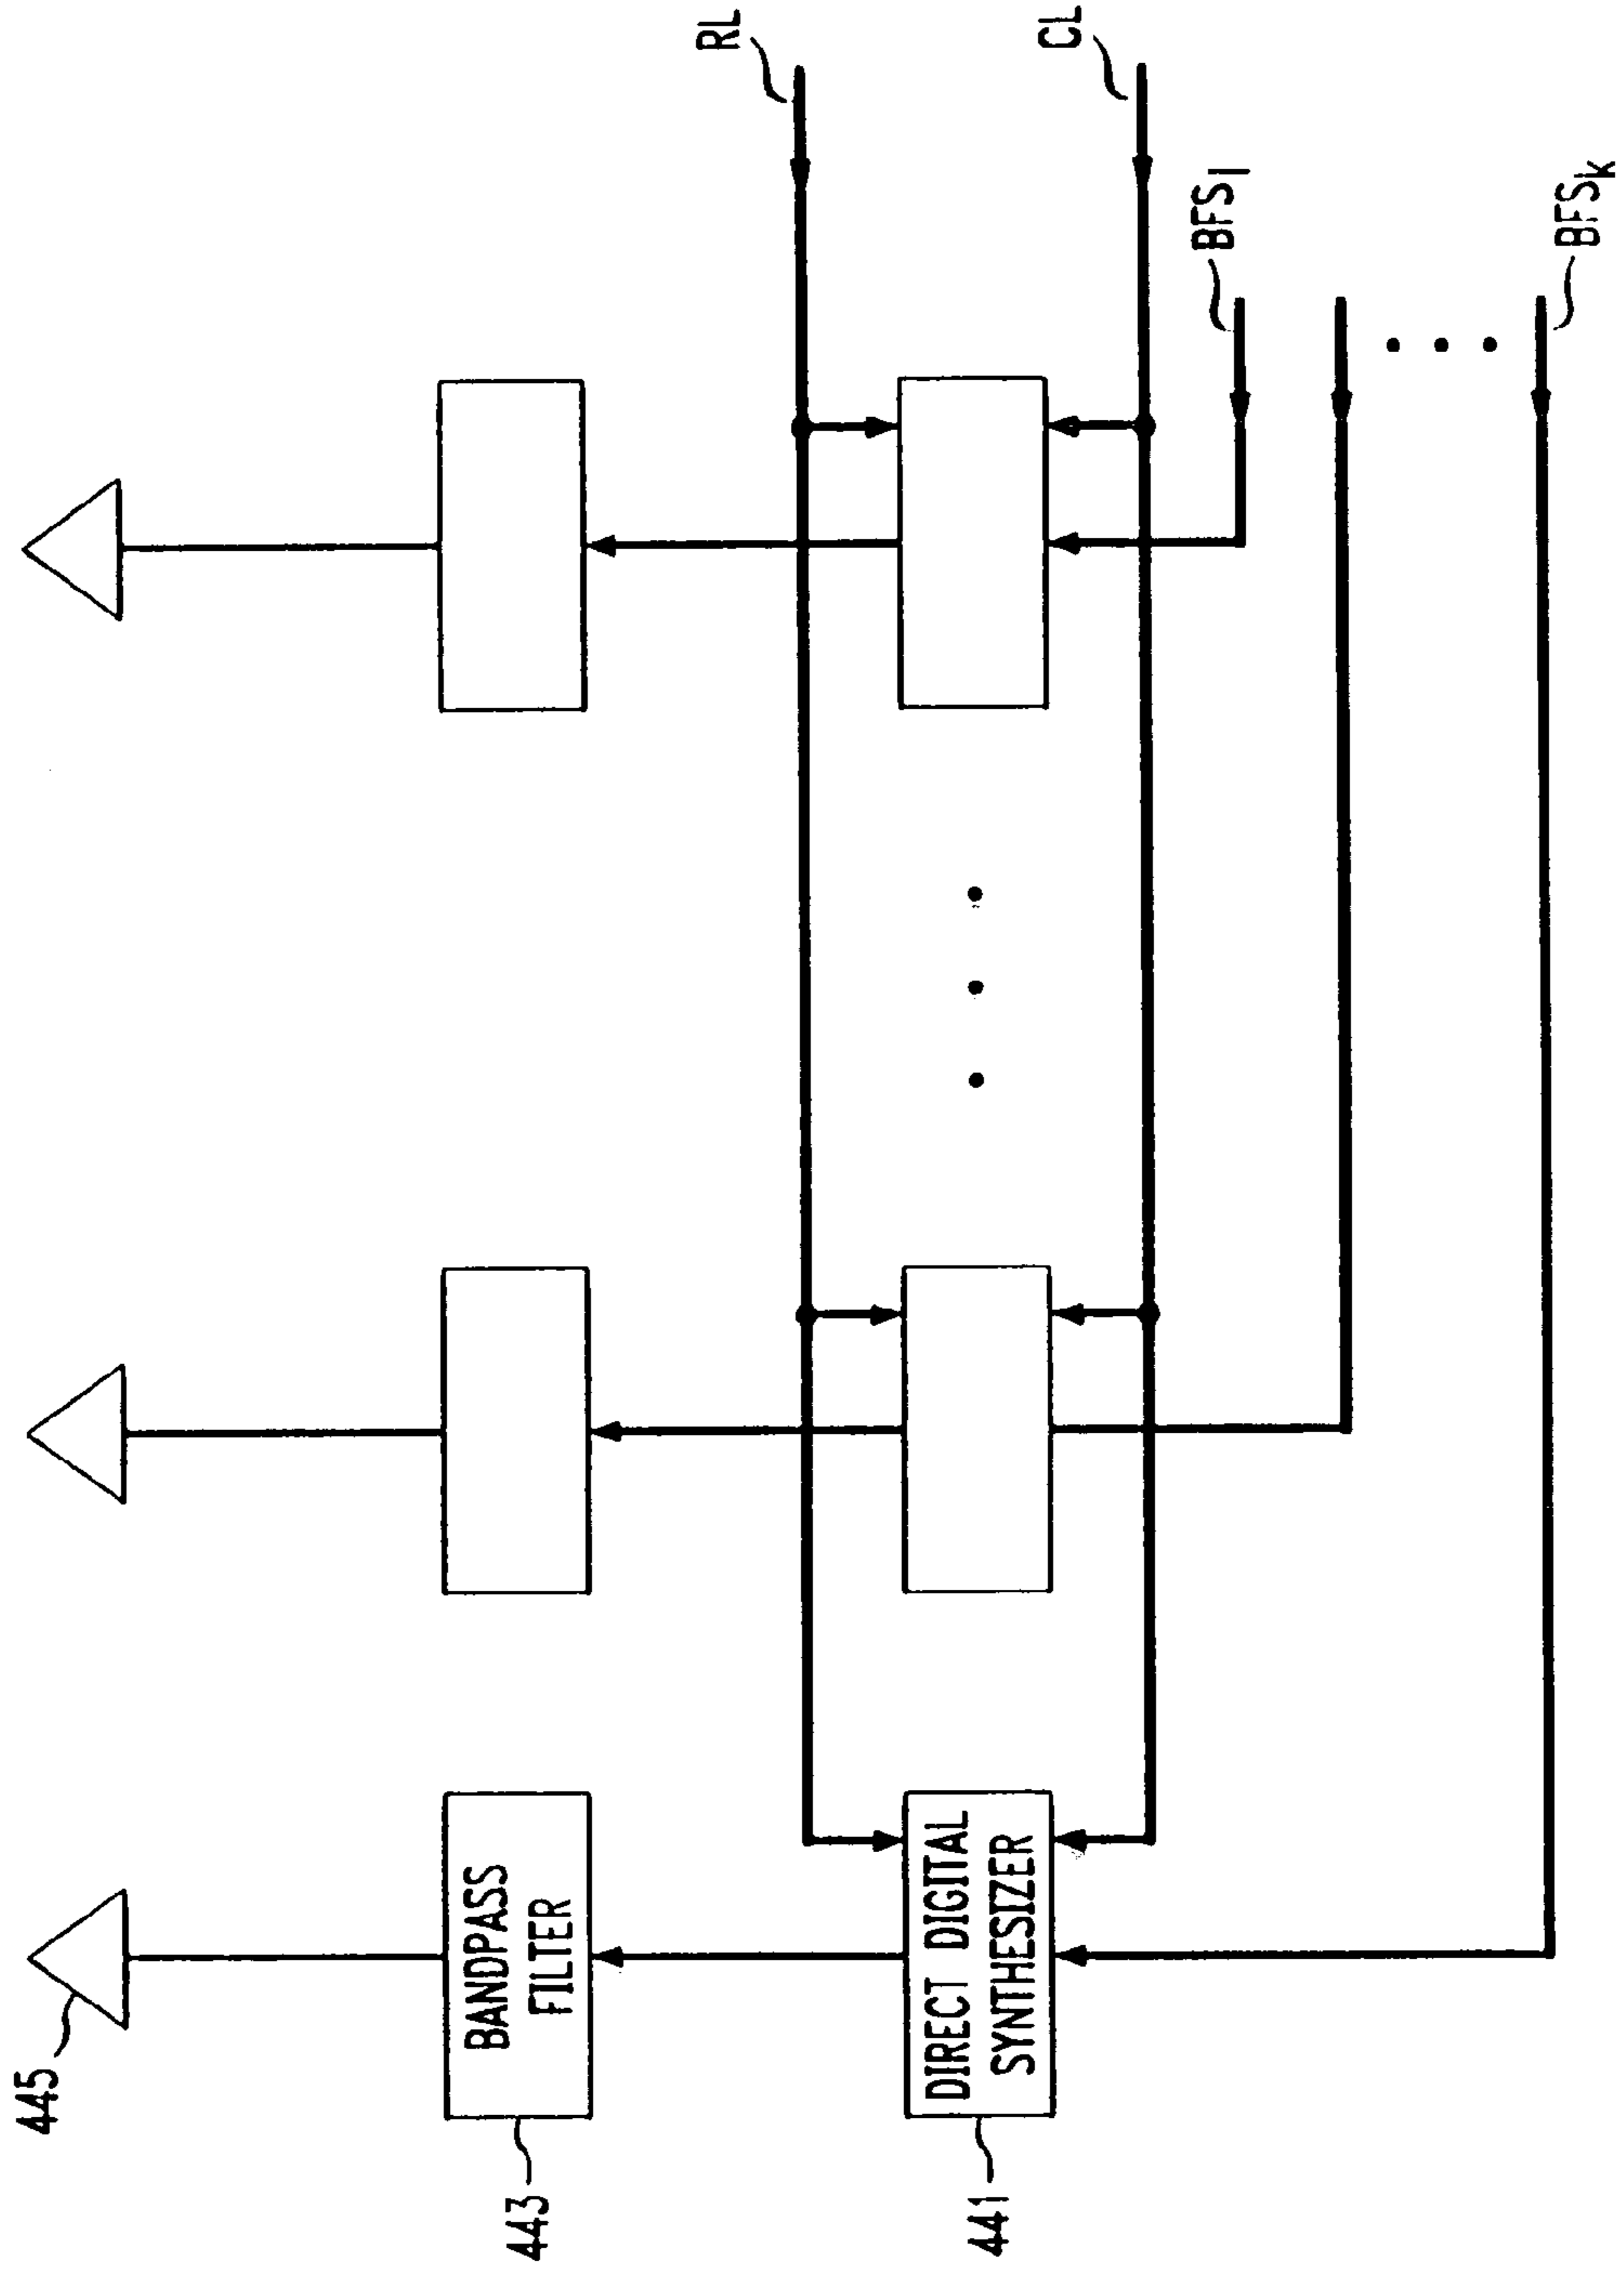 445
443
BANDPASS
FILTER
441
DIRECT DIGITAL
SYNTHESIZER
RL
CL
BFS1
BFSk